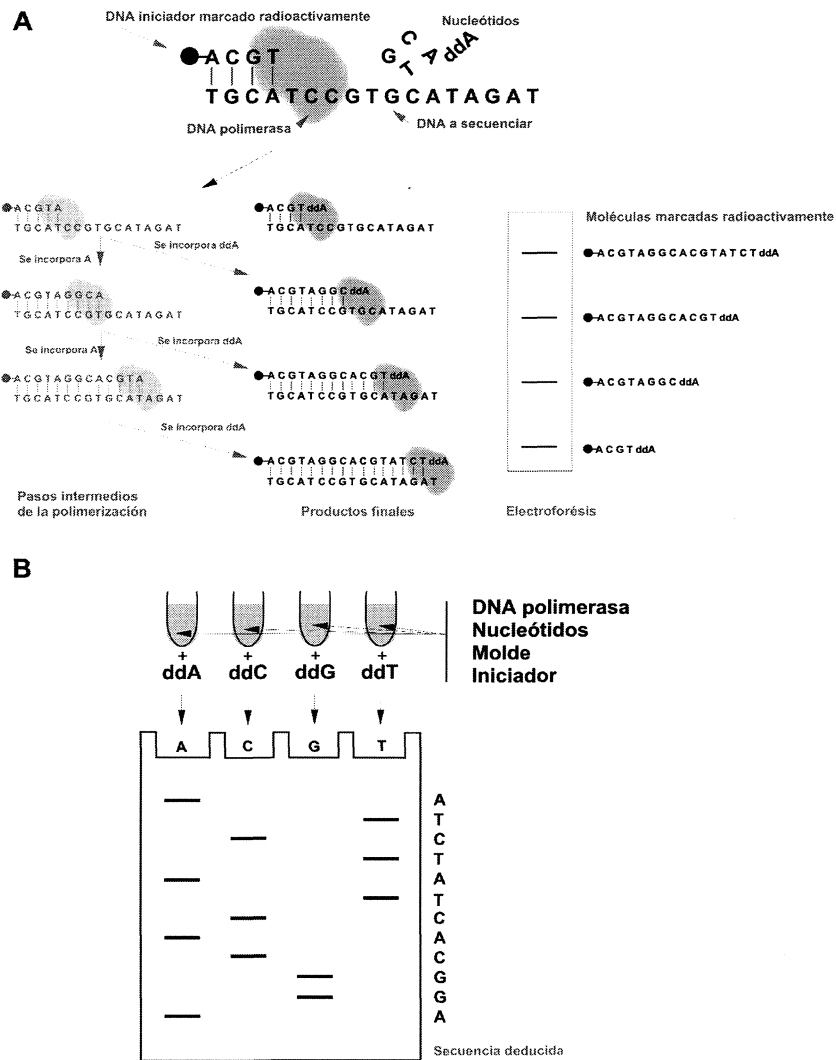 A
DNA iniciador marcado radioactivamente
Nucleótidos
A C G T
G C T A ddA
T G C A T C C G T G C A T A G A T
DNA polimerasa
DNA a secuenciar
A C G T A
T G C A T C C G T G C A T A G A T
Se incorpora A
Se incorpora ddA
A C G T A G G C A
T G C A T C C G T G C A T A G A T
Se incorpora A
Se incorpora ddA
A C G T A G G C A C G T A
T G C A T C C G T G C A T A G A T
Se incorpora ddA
Pasos intermedios
de la polimerización
A C G T ddA
T G C A T C C G T G C A T A G A T
A C G T A G G C ddA
T G C A T C C G T G C A T A G A T
A C G T A G G C A C G T ddA
T G C A T C C G T G C A T A G A T
A C G T A G G C A C G T A T C T ddA
T G C A T C C G T G C A T A G A T
Productos finales
Moléculas marcadas radioactivamente
A C G T A G G C A C G T A T C T ddA
A C G T A G G C A C G T ddA
A C G T A G G C ddA
A C G T ddA
Electroforésis
B
DNA polimerasa
Nucleótidos
Molde
Iniciador
+ + + +
ddA ddC ddG ddT
A C G T
A
T
C
T
A
T
C
A
C
G
G
A
Secuencia deducida